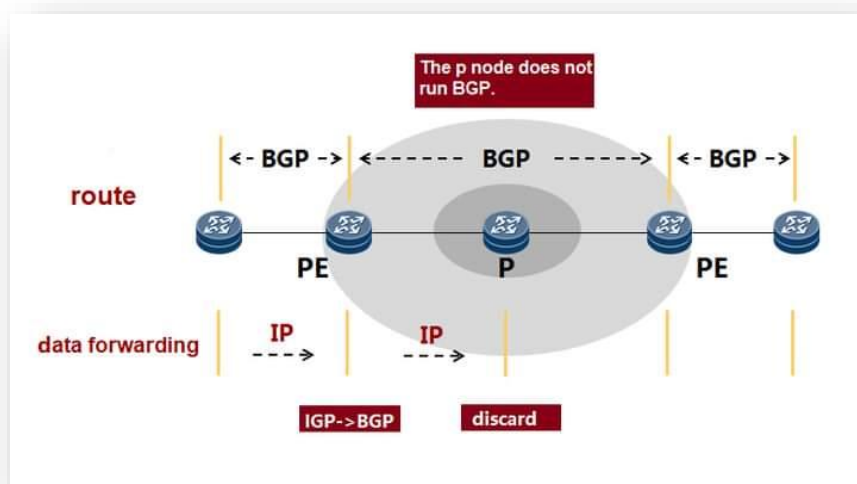 The p node does not
run BGP.
BGP BGP BGP
route
PE P PE
data forwarding IP IP
IGP->BGP discard